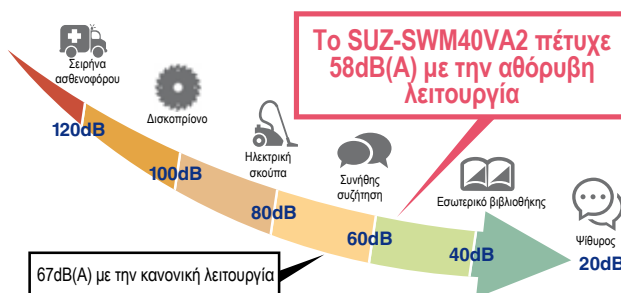 Το SUZ-SWM40VA2 πέτυχε
58dB(A) με την αθόρυβη
λειτουργία
Σειρήνα
ασθενοφόρου
120dB
Δισκοπρίονο
100dB
Ηλεκτρική
σκούπα
80dB
Συνήθης
συζήτηση
60dB
Εσωτερικό βιβλιοθήκης
40dB
Ψίθυρος
20dB
67dB(A) με την κανονική λειτουργία